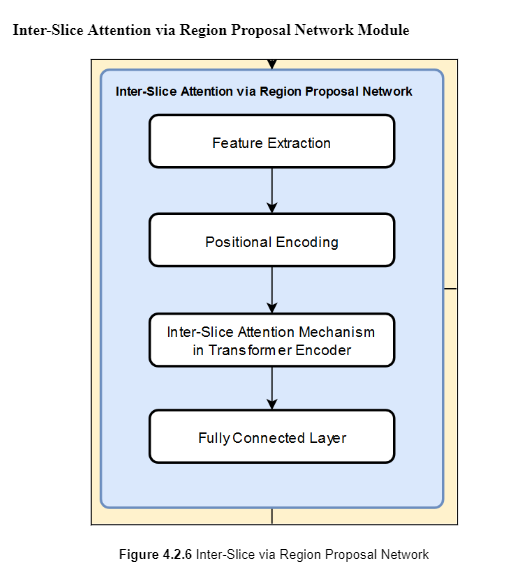 Inter-Slice Attention via Region Proposal Network Module
Inter-Slice Attention via Region Proposal Network
Feature Extraction
Positional Encoding
Inter-Slice Attention Mechanism
in Transformer Encoder
Fully Connected Layer
Figure 4.2.6 Inter-Slice via Region Proposal Network